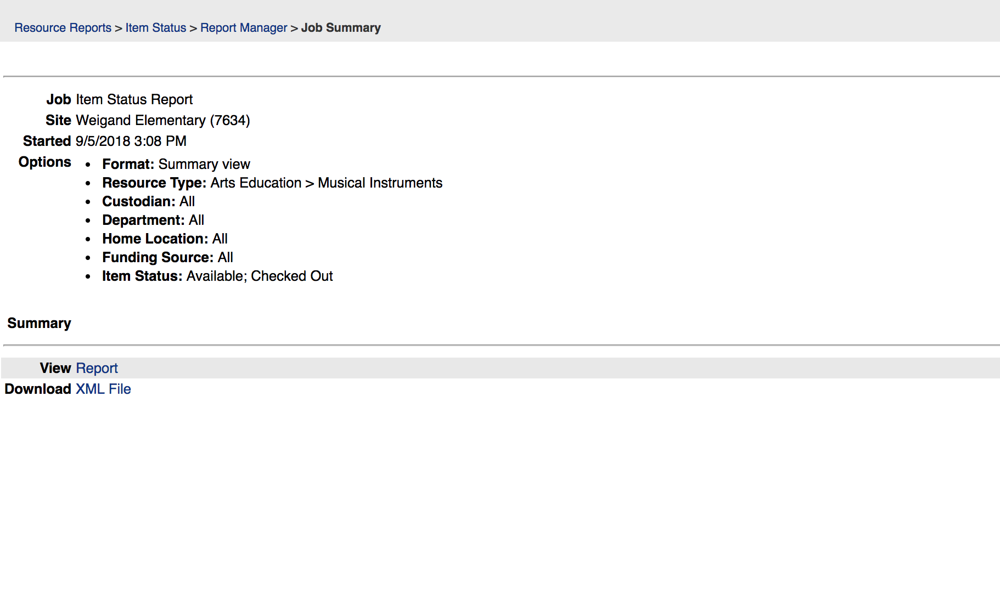 Resource Reports > Item Status > Report Manager > Job Summary
Job Item Status Report
Site Weigand Elementary (7634)
Started 9/5/2018 3:08 PM
Options
• Format: Summary view
• Resource Type: Arts Education > Musical Instruments
• Custodian: All
• Department: All
• Home Location: All
• Funding Source: All
• Item Status: Available; Checked Out
Summary
View Report
Download XML File